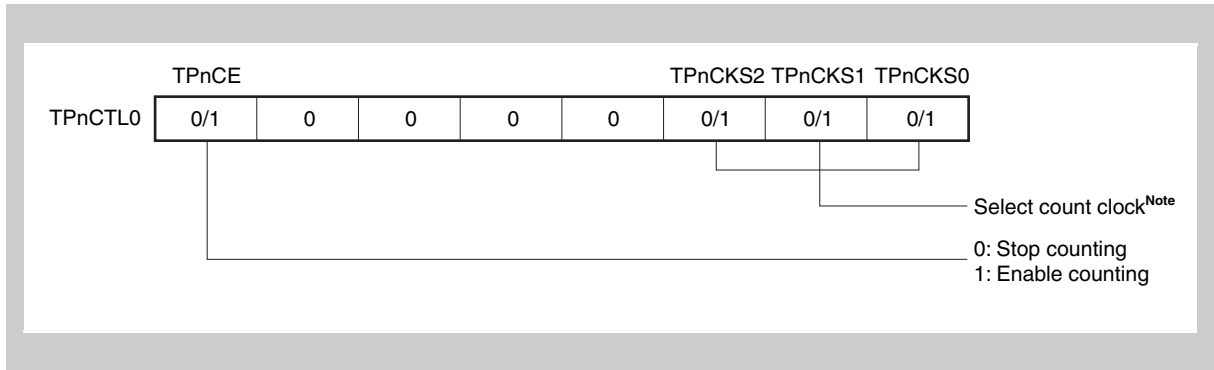 TPnCE TPnCKS2 TPnCKS1 TPnCKS0
TPnCTL0 0/1 0 0 0 0 0/1 0/1 0/1
Select count clockNote
0: Stop counting
1: Enable counting